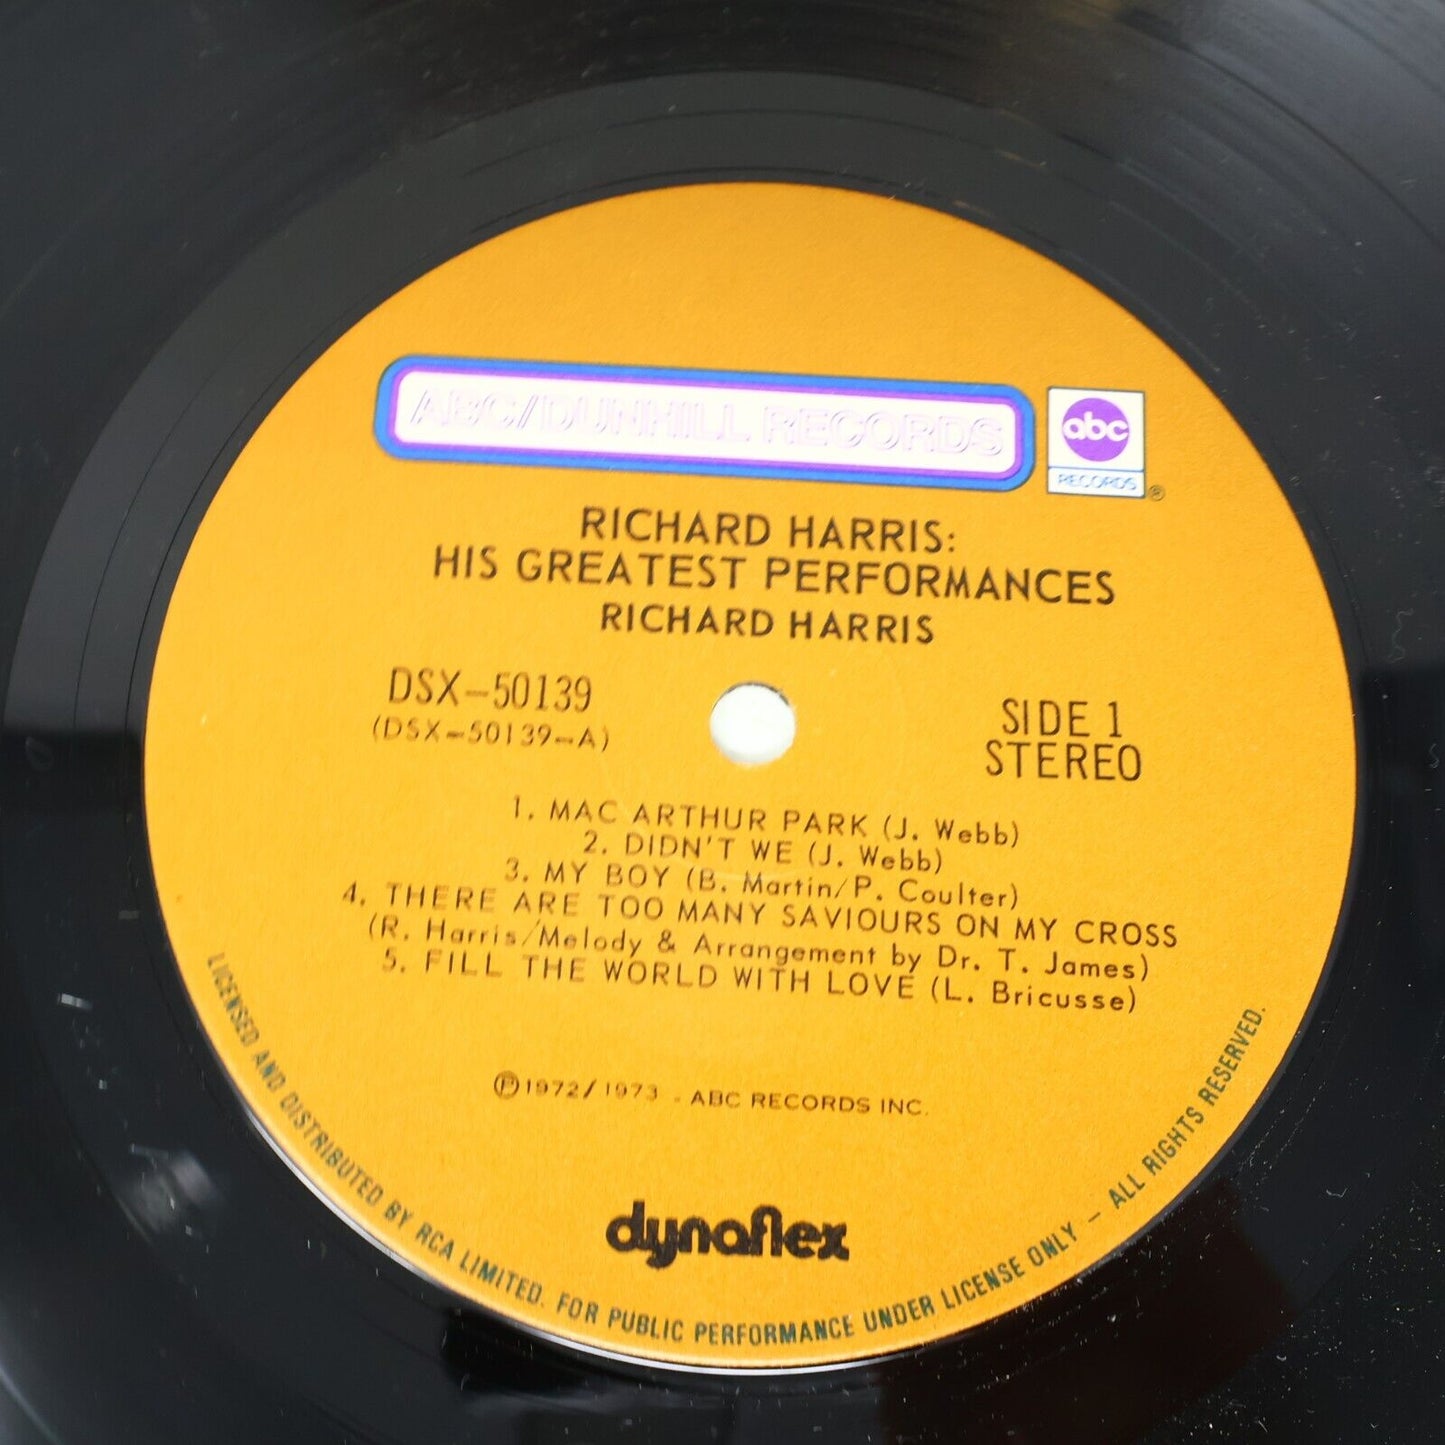 ABC/DUNHILL RECORDS
abc
RECORDS
®
RICHARD HARRIS:
HIS GREATEST PERFORMANCES
RICHARD HARRIS
DSX-50139
(DSX-50139-A)
SIDE 1
STEREO
1. MAC ARTHUR PARK (J. Webb)
2. DIDN'T WE (J. Webb)
3. MY BOY (B. Martin/P. Coulter)
4. THERE ARE TOO MANY SAVIOURS ON MY CROSS
(R. Harris/Melody & Arrangement by Dr. T. James)
5. FILL THE WORLD WITH LOVE (L. Bricusse)
Ⓟ1972/1973 - ABC RECORDS INC.
dynaflex
LICENSED AND DISTRIBUTED BY RCA LIMITED. FOR PUBLIC PERFORMANCE UNDER LICENSE ONLY - ALL RIGHTS RESERVED.